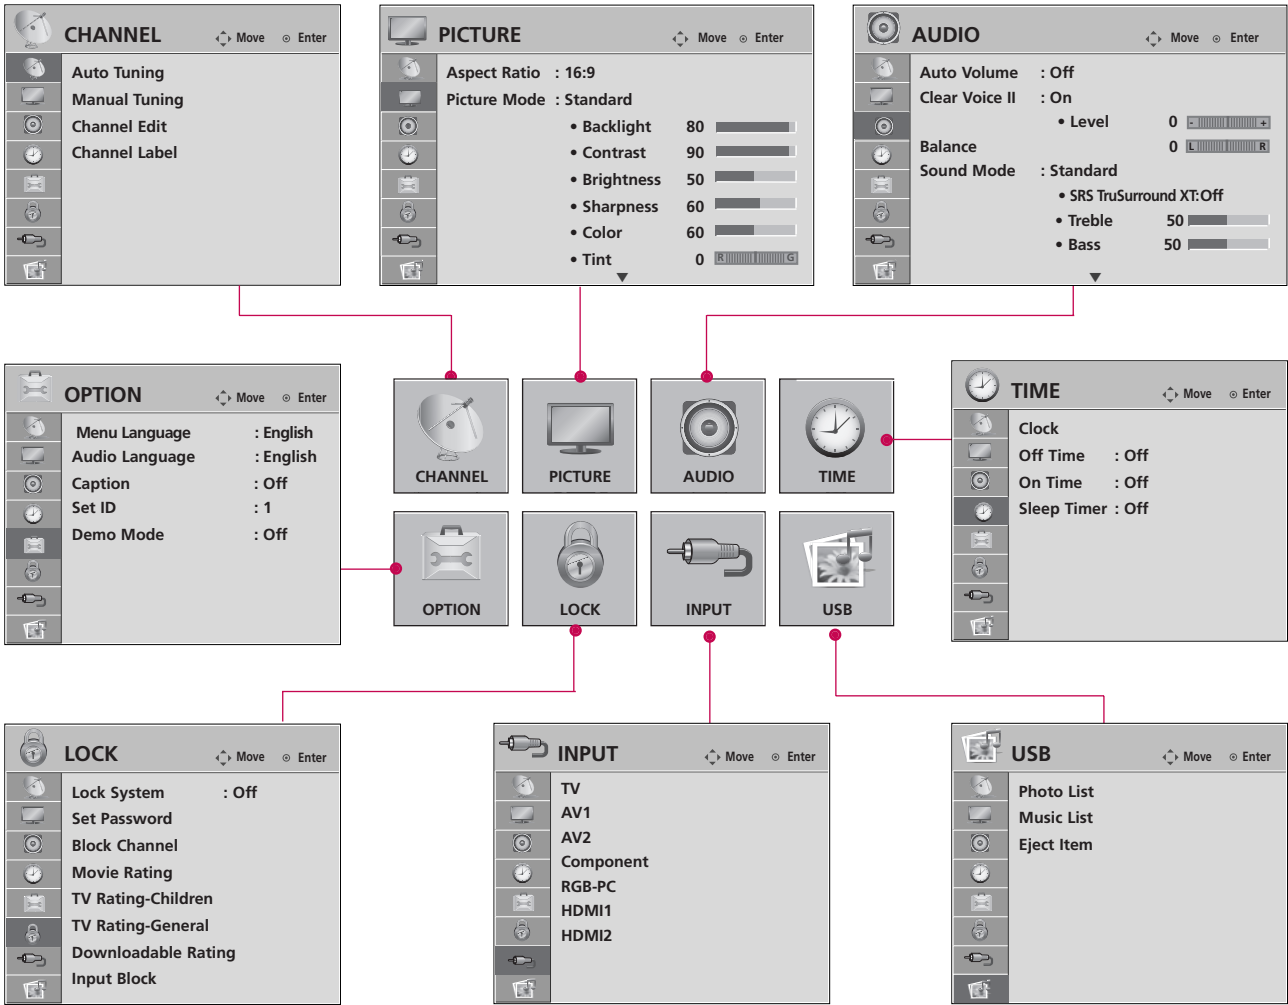 CHANNEL Move Enter
Auto Tuning
Manual Tuning
Channel Edit
Channel Label
PICTURE Move Enter
Aspect Ratio : 16:9
Picture Mode : Standard
• Backlight 80
• Contrast 90
• Brightness 50
• Sharpness 60
• Color 60
• Tint 0 R G
AUDIO Move Enter
Auto Volume : Off
Clear Voice II : On
• Level 0 - +
Balance 0 L R
Sound Mode : Standard
• SRS TruSurround XT:Off
• Treble 50
• Bass 50
OPTION Move Enter
Menu Language : English
Audio Language : English
Caption : Off
Set ID : 1
Demo Mode : Off
CHANNEL PICTURE AUDIO TIME
OPTION LOCK INPUT USB
TIME Move Enter
Clock
Off Time : Off
On Time : Off
Sleep Timer : Off
LOCK Move Enter
Lock System : Off
Set Password
Block Channel
Movie Rating
TV Rating-Children
TV Rating-General
Downloadable Rating
Input Block
INPUT Move Enter
TV
AV1
AV2
Component
RGB-PC
HDMI1
HDMI2
USB Move Enter
Photo List
Music List
Eject Item